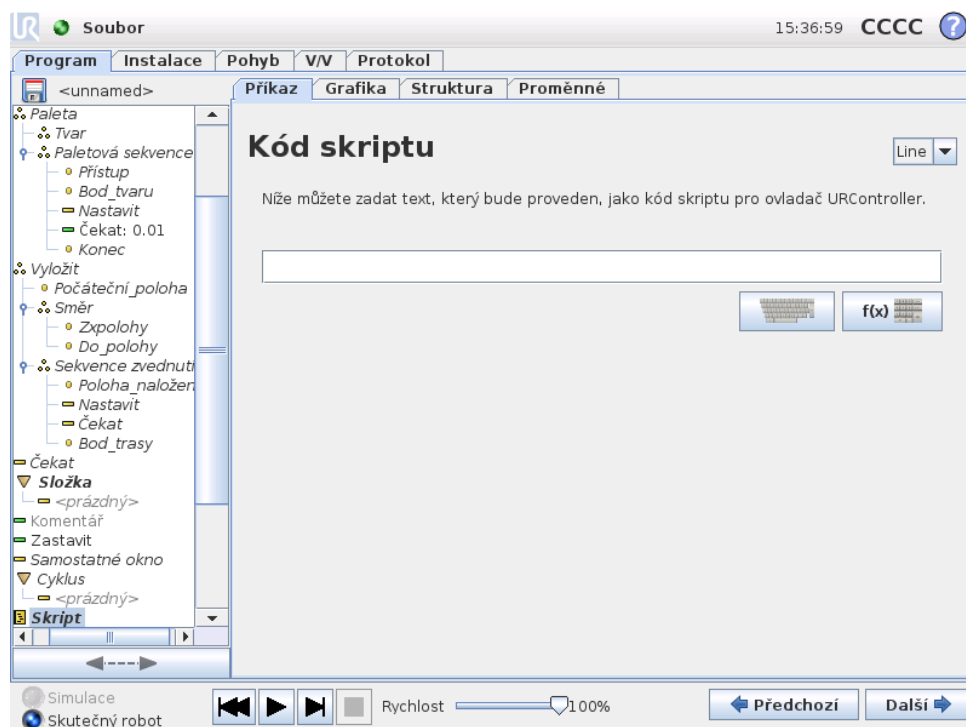 UR Soubor 15:36:59 CCCC ?
Program Instalace Pohyb V/V Protokol
<unnamed>
Příkaz Grafika Struktura Proměnné
Paleta
Tvar
Paletová sekvence
Přístup
Bod_tvaru
Nastavit
Čekat: 0.01
Konec
Vyložit
Počáteční_poloha
Směr
Zxpolohy
Do_polohy
Sekvence zvednutí
Poloha_naložen
Nastavit
Čekat
Bod_trasy
Čekat
Složka
<prázdný>
Komentář
Zastavit
Samostatné okno
Cyklus
<prázdný>
Skript
Kód skriptu
Line
Níže můžete zadat text, který bude proveden, jako kód skriptu pro ovladač URController.
f(x)
Simulace
Skutečný robot
Rychlost 100%
Předchozí Další